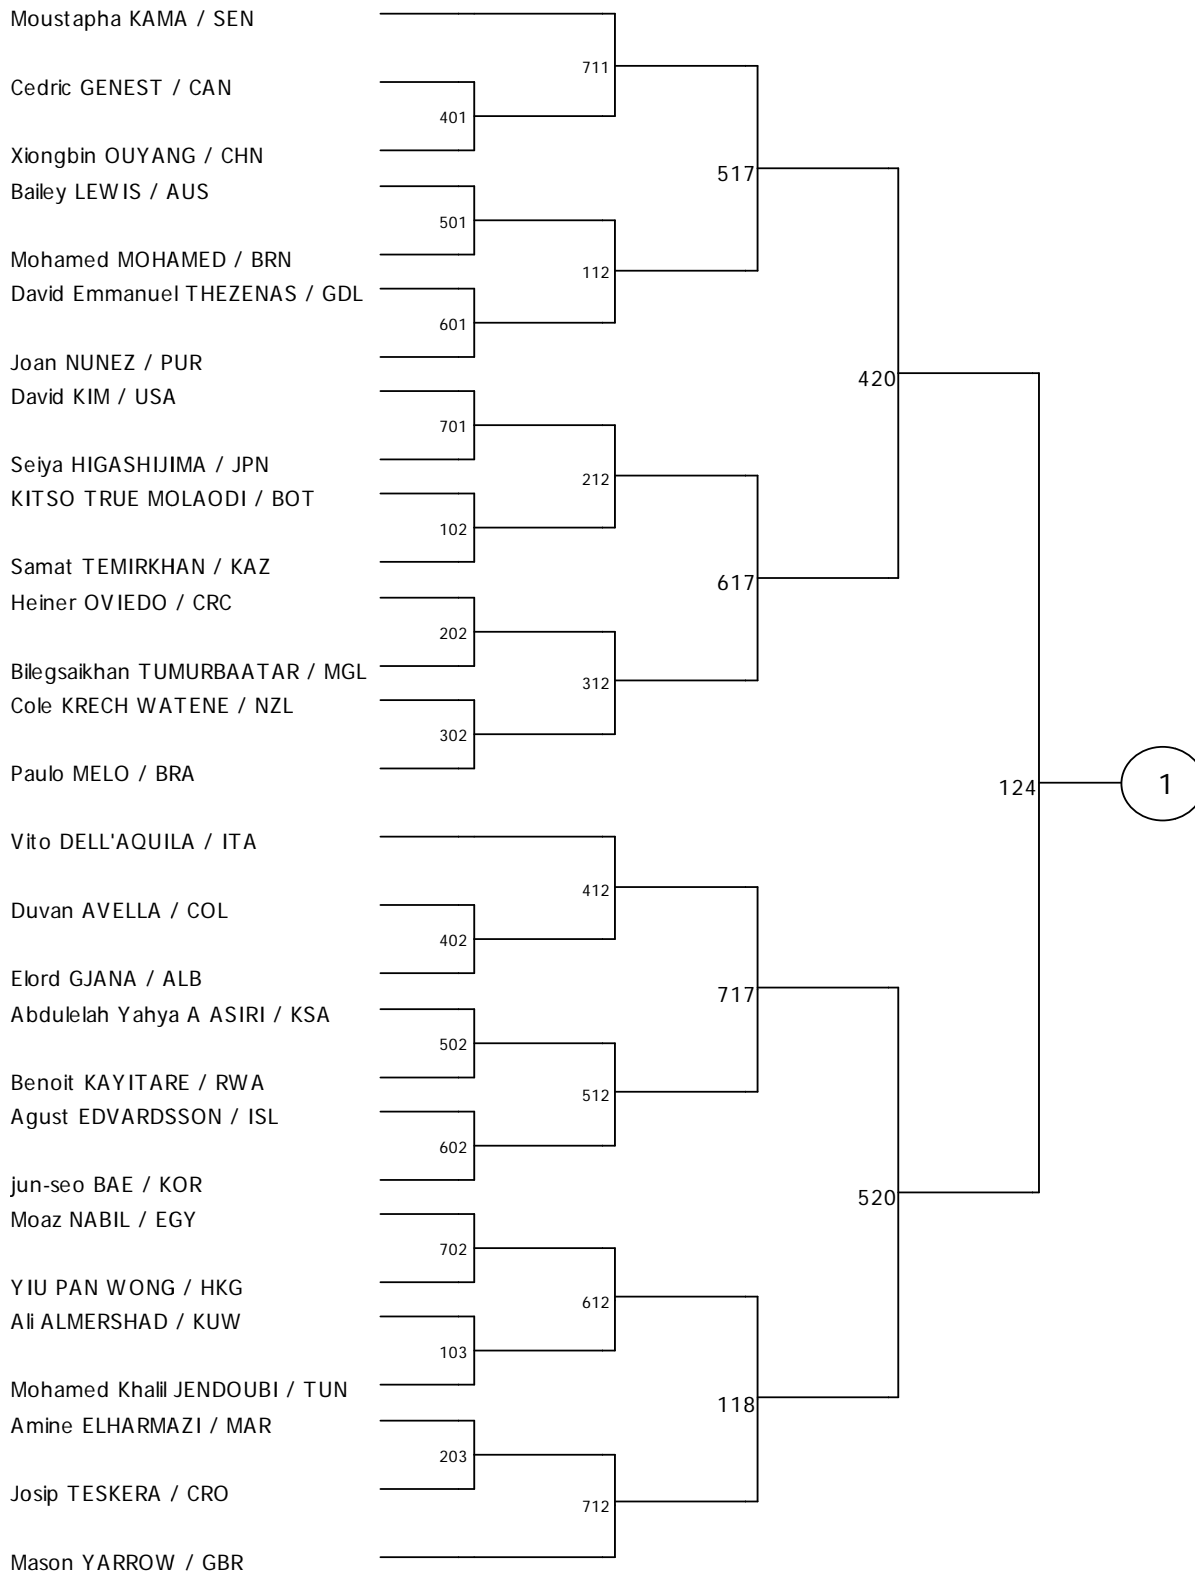 Moustapha KAMA / SEN
711
Cedric GENEST / CAN
401
Xiongbin OUYANG / CHN
517
Bailey LEWIS / AUS
501
Mohamed MOHAMED / BRN
112
David Emmanuel THEZENAS / GDL
601
Joan NUNEZ / PUR
420
David KIM / USA
701
Seiya HIGASHIJIMA / JPN
212
KITSO TRUE MOLAODI / BOT
102
Samat TEMIRKHAN / KAZ
617
Heiner OVIEDO / CRC
202
Bilegsaikhan TUMURBAATAR / MGL
312
Cole KRECH WATENE / NZL
302
Paulo MELO / BRA
124
1
Vito DELL'AQUILA / ITA
412
Duvan AVELLA / COL
402
Elord GJANA / ALB
717
Abdulelah Yahya A ASIRI / KSA
502
Benoit KAYITARE / RWA
512
Agust EDVARDSSON / ISL
602
jun-seo BAE / KOR
520
Moaz NABIL / EGY
702
YIU PAN WONG / HKG
612
Ali ALMERSHAD / KUW
103
Mohamed Khalil JENDOUBI / TUN
118
Amine ELHARMAZI / MAR
203
Josip TESKERA / CRO
712
Mason YARROW / GBR